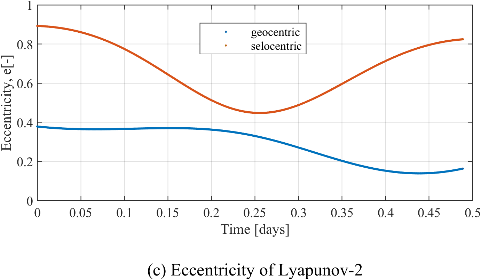 1
0.8
0.6
0.4
0.2
0
Eccentricity, e[-]
geocentric
selocentric
0 0.05 0.1 0.15 0.2 0.25 0.3 0.35 0.4 0.45 0.5
Time [days]
(c) Eccentricity of Lyapunov-2